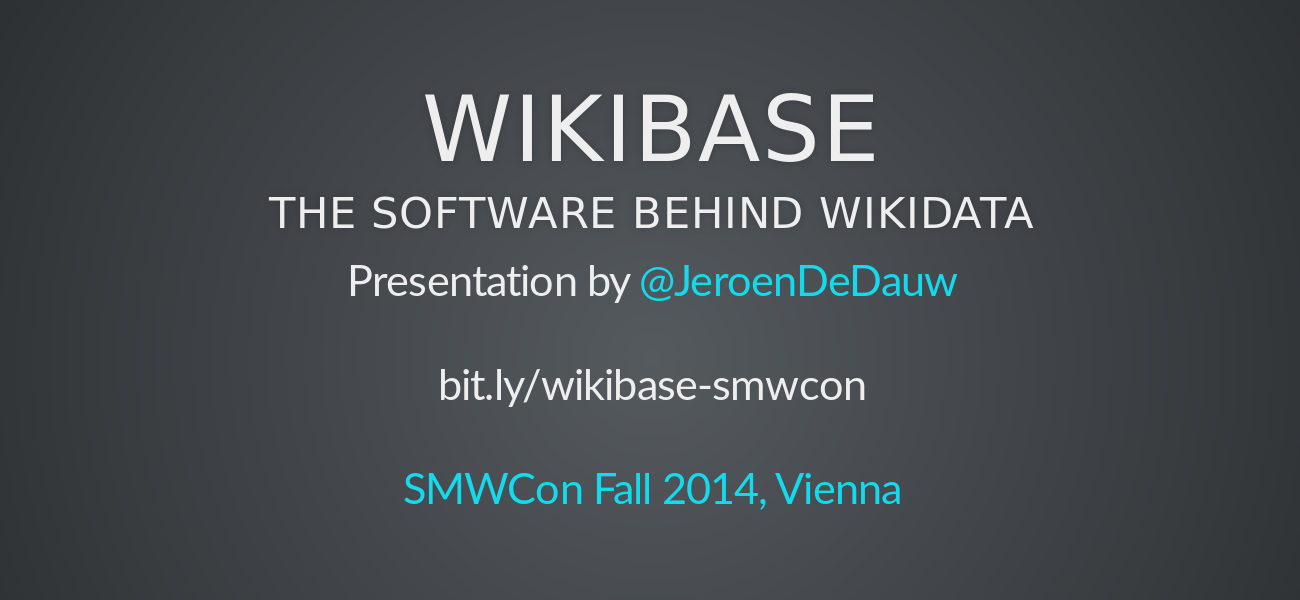 WIKIBASE
THE SOFTWARE BEHIND WIKIDATA
Presentation by @JeroenDeDauw
bit.ly/wikibase-smwcon
SMWCon Fall 2014, Vienna